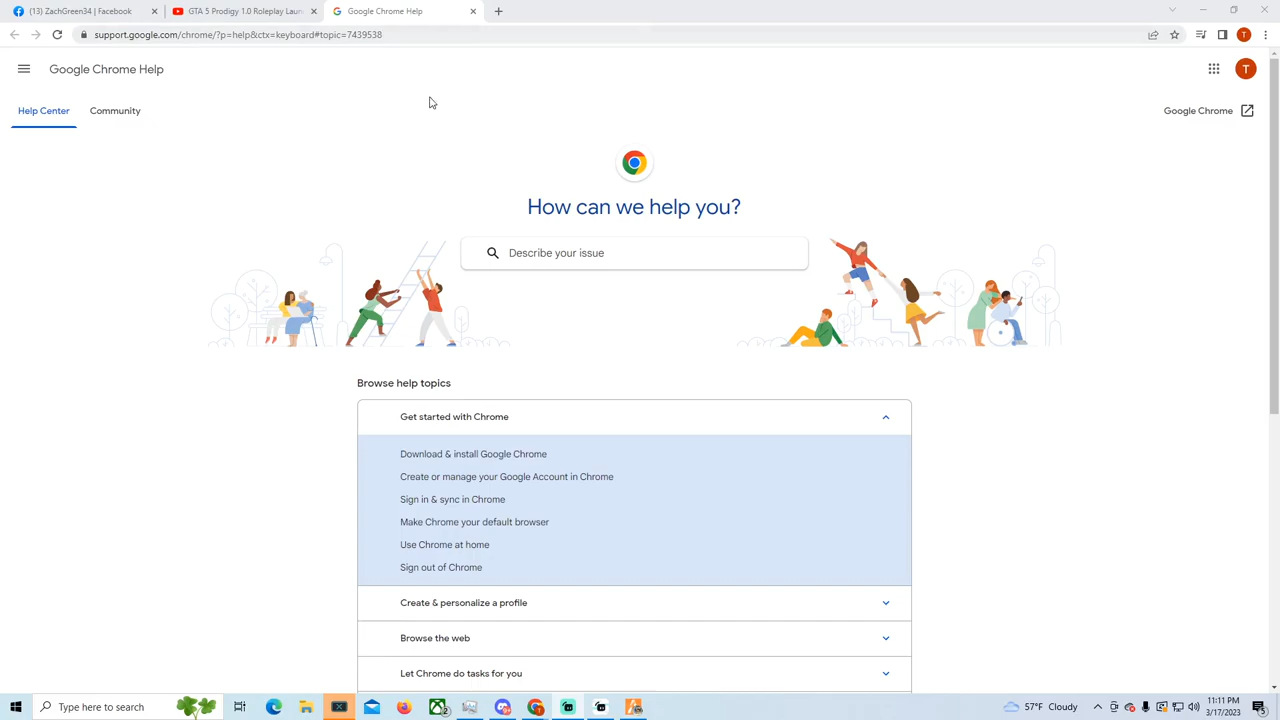 (13) ZachGreen34 | Facebook
GTA 5 Prodigy 1.0 Roleplay Laun
Google Chrome Help
support.google.com/chrome/?p=help&ctx=keyboard#topic=7439538
T
Google Chrome Help
T
Help Center
Community
Google Chrome
How can we help you?
Describe your issue
Browse help topics
Get started with Chrome
Download & install Google Chrome
Create or manage your Google Account in Chrome
Sign in & sync in Chrome
Make Chrome your default browser
Use Chrome at home
Sign out of Chrome
Create & personalize a profile
Browse the web
Let Chrome do tasks for you
Type here to search
2
57°F Cloudy
11:11 PM
3/17/2023
5